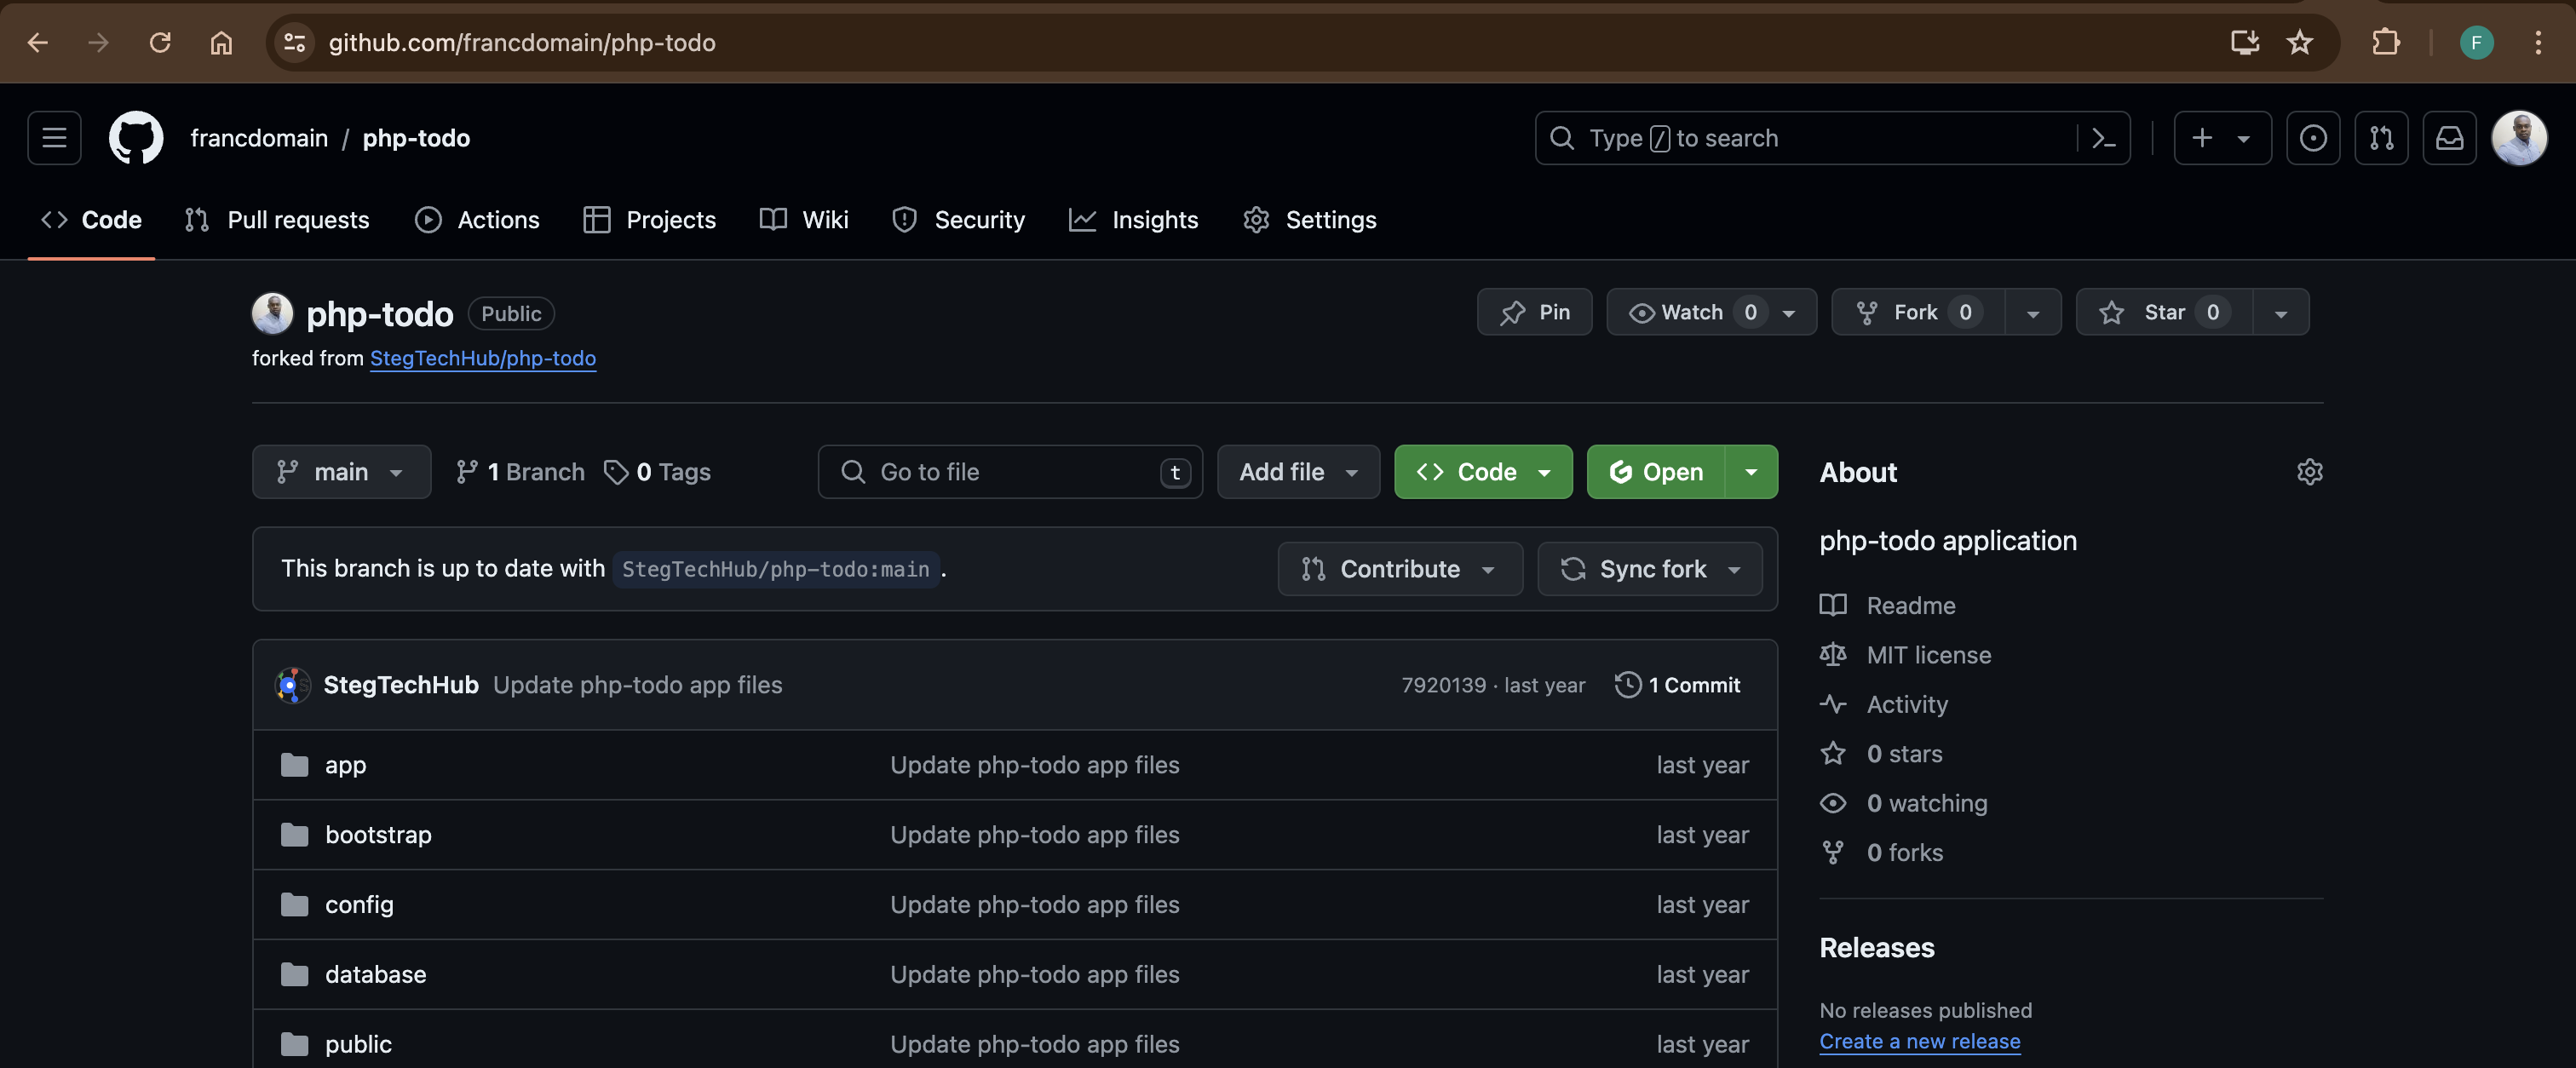 github.com/francdomain/php-todo
F
francdomain / php-todo
Type / to search
Code Pull requests Actions Projects Wiki Security Insights Settings
php-todo Public
Pin Watch 0 Fork 0 Star 0
forked from StegTechHub/php-todo
main 1 Branch 0 Tags Go to file t Add file Code Open
About
php-todo application
This branch is up to date with StegTechHub/php-todo:main . Contribute Sync fork
Readme
MIT license
Activity
0 stars
0 watching
0 forks
StegTechHub Update php-todo app files 7920139 · last year 1 Commit
app Update php-todo app files last year
bootstrap Update php-todo app files last year
config Update php-todo app files last year
database Update php-todo app files last year
public Update php-todo app files last year
Releases
No releases published
Create a new release